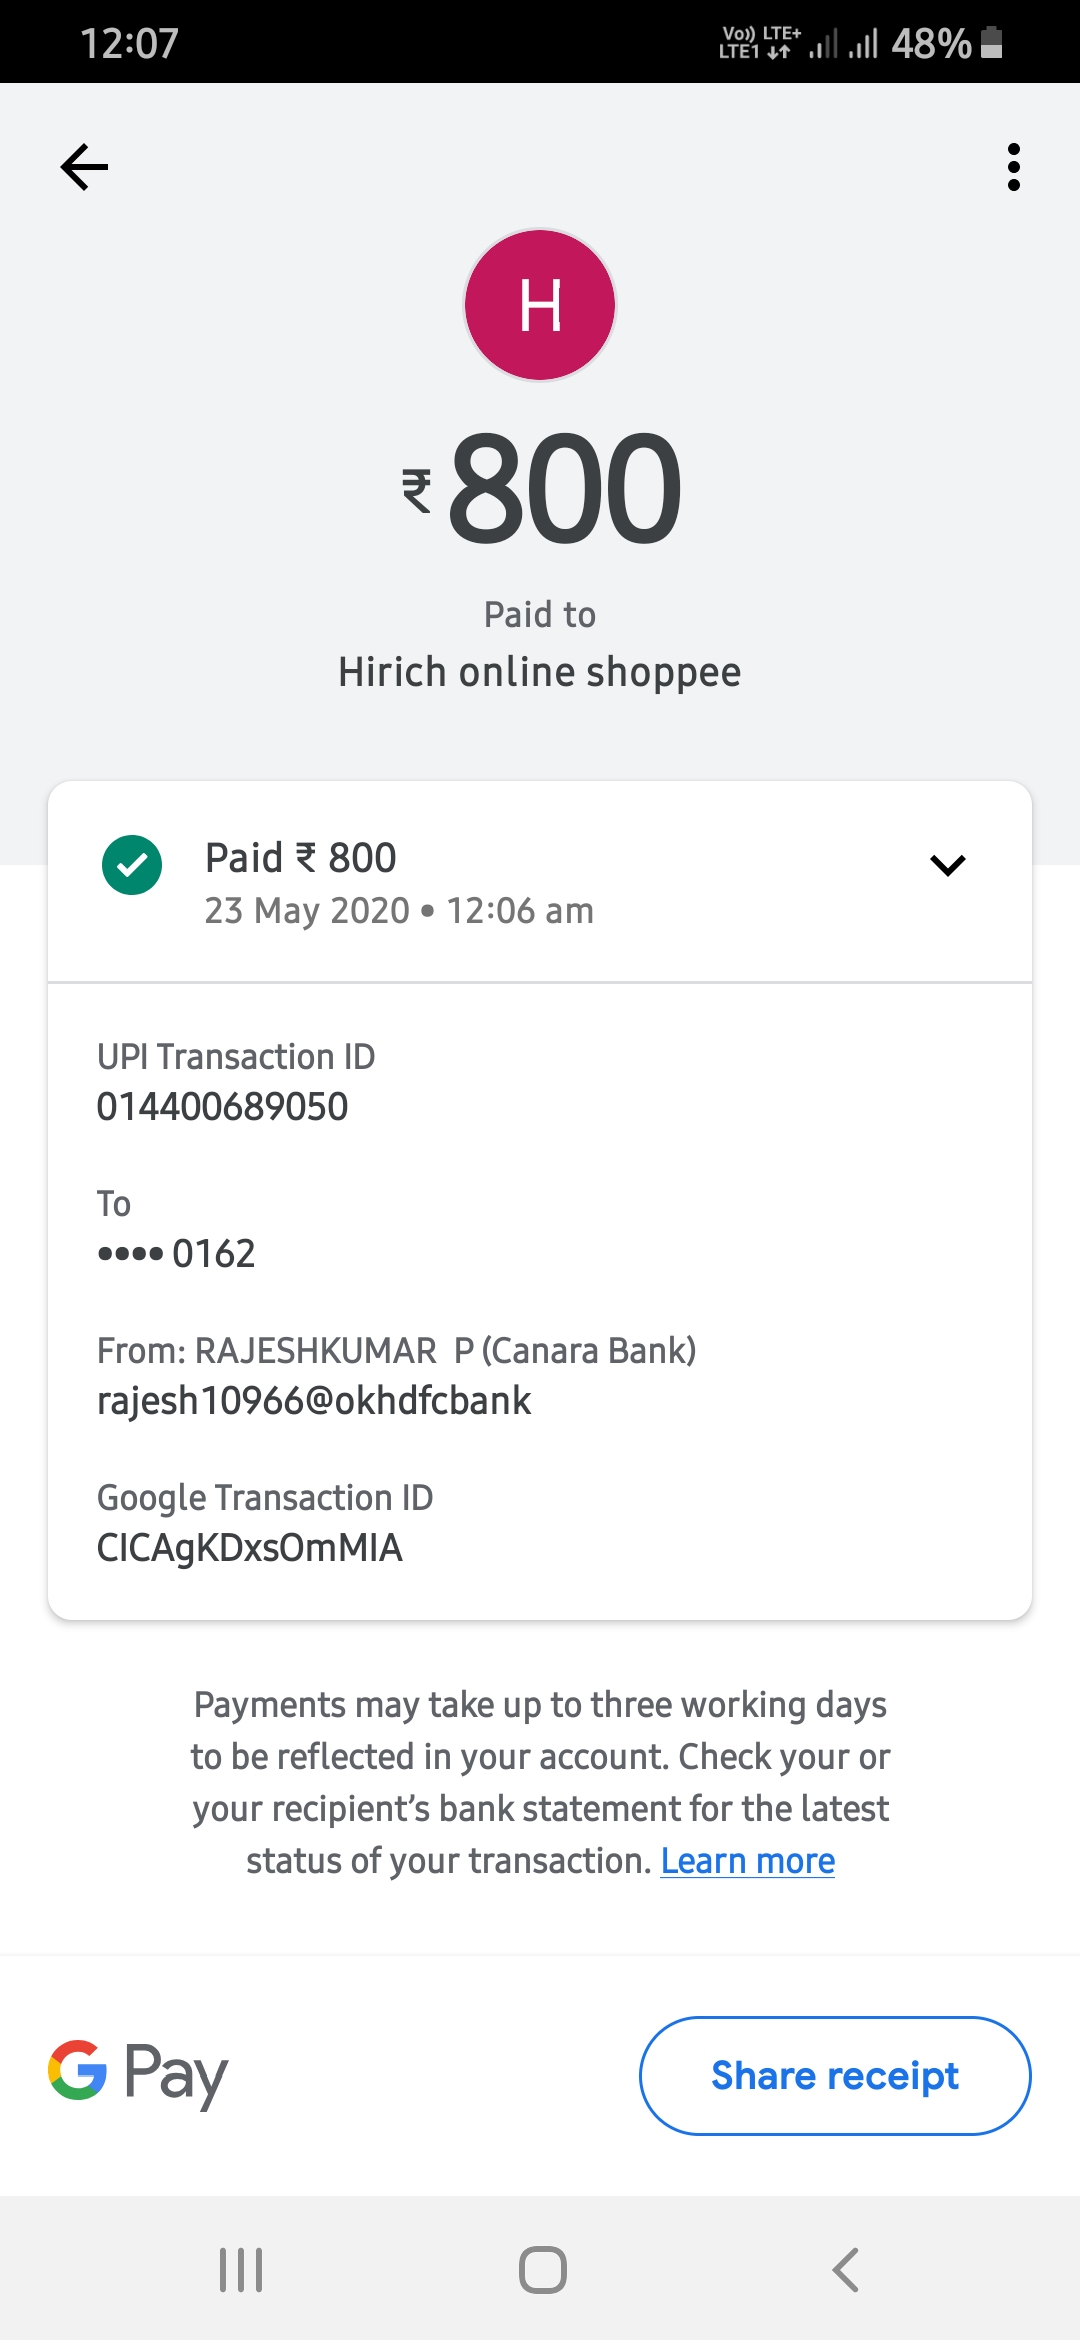 12:07
Vo)) LTE+
LTE1 48%
H
₹800
Paid to
Hirich online shoppee
Paid ₹ 800
23 May 2020 • 12:06 am
UPI Transaction ID
014400689050
To
•••• 0162
From: RAJESHKUMAR  P (Canara Bank)
rajesh10966@okhdfcbank
Google Transaction ID
CICAgKDxsOmMIA
Payments may take up to three working days
to be reflected in your account. Check your or
your recipient’s bank statement for the latest
status of your transaction. Learn more
G Pay
Share receipt